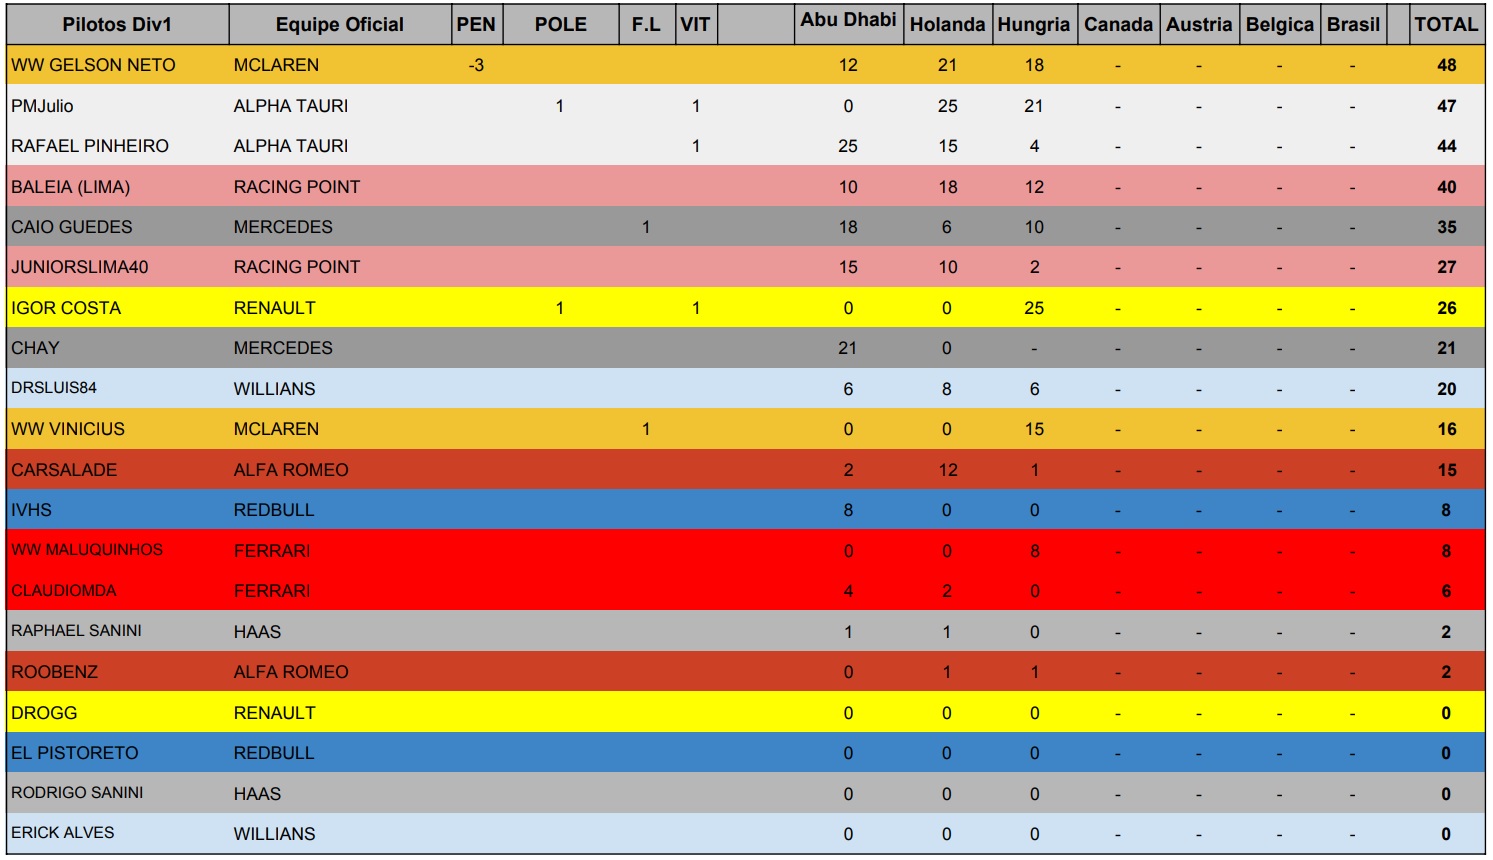 Pilotos Div1 Equipe Oficial PEN POLE F.L VIT Abu Dhabi Holanda Hungria Canada Austria Belgica Brasil TOTAL
WW GELSON NETO MCLAREN -3 12 21 18 - - - - 48
PMJulio ALPHA TAURI 1 1 0 25 21 - - - - 47
RAFAEL PINHEIRO ALPHA TAURI 1 25 15 4 - - - - 44
BALEIA (LIMA) RACING POINT 10 18 12 - - - - 40
CAIO GUEDES MERCEDES 1 18 6 10 - - - - 35
JUNIORSLIMA40 RACING POINT 15 10 2 - - - - 27
IGOR COSTA RENAULT 1 1 0 0 25 - - - - 26
CHAY MERCEDES 21 0 - - - - - 21
DRSLUIS84 WILLIANS 6 8 6 - - - - 20
WW VINICIUS MCLAREN 1 0 0 15 - - - - 16
CARSALADE ALFA ROMEO 2 12 1 - - - - 15
IVHS REDBULL 8 0 0 - - - - 8
WW MALUQUINHOS FERRARI 0 0 8 - - - - 8
CLAUDIOMDA FERRARI 4 2 0 - - - - 6
RAPHAEL SANINI HAAS 1 1 0 - - - - 2
ROOBENZ ALFA ROMEO 0 1 1 - - - - 2
DROGG RENAULT 0 0 0 - - - - 0
EL PISTORETO REDBULL 0 0 0 - - - - 0
RODRIGO SANINI HAAS 0 0 0 - - - - 0
ERICK ALVES WILLIANS 0 0 0 - - - - 0